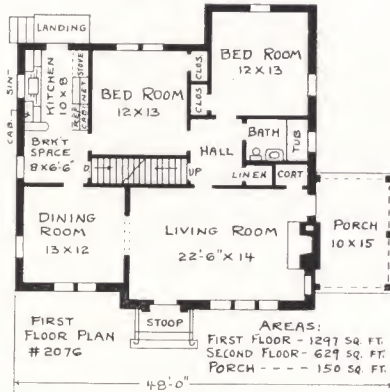 LANDING
BED ROOM
12 X 13
KITCHEN
10 X 8
STOVE
REF
CABINET
SINK
CAB.
CLOS.
CLOS.
BED ROOM
12 X 13
BATH
TUB
HALL
BRK'T
SPACE
8 X 6'-6"
D
UP
LINEN
COAT
DINING
ROOM
13 X 12
LIVING ROOM
22'-6" X 14
PORCH
10 X 15
STOOP
FIRST
FLOOR PLAN
#2076
AREAS:
FIRST FLOOR - 1297 SQ. FT.
SECOND FLOOR - 629 SQ. FT.
PORCH - - - - 150 SQ. FT.
48'-0"